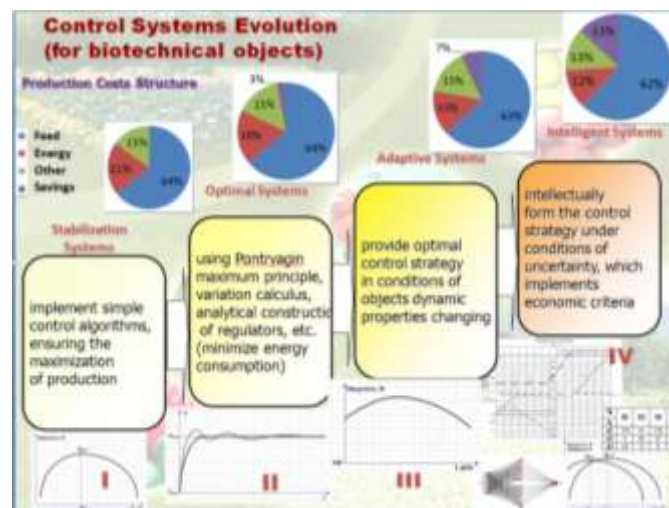 Control Systems Evolution
(for biotechnical objects)
Production Costs Structure
Feed
Energy
Other
Savings
64%
21%
15%
Stabilization
Systems
3%
15%
18%
64%
Optimal Systems
7%
15%
63%
Adaptive Systems
13%
13%
12%
62%
Intelligent Systems
implement simple
control algorithms,
ensuring the
maximization
of production
using Pontryagin
maximum principle,
variation calculus,
analytical constructio
of regulators, etc.
(minimize energy
consumption)
provide optimal
control strategy
in conditions of
objects dynamic
properties changing
intellectually
form the control
strategy under
conditions of
uncertainty, which
implements
economic criteria
I
II
III
IV